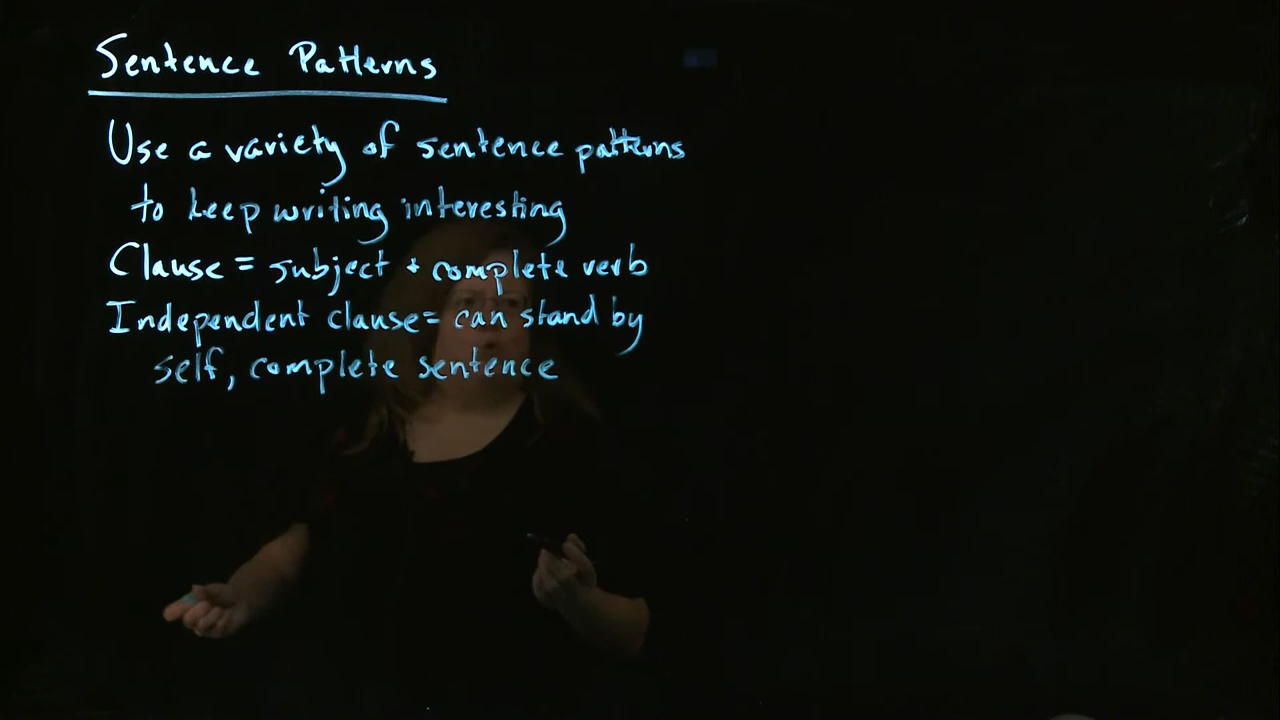 Sentence Patterns
Use a variety of sentence patterns
to keep writing interesting
Clause = subject + complete verb
Independent clause = can stand by
self, complete sentence